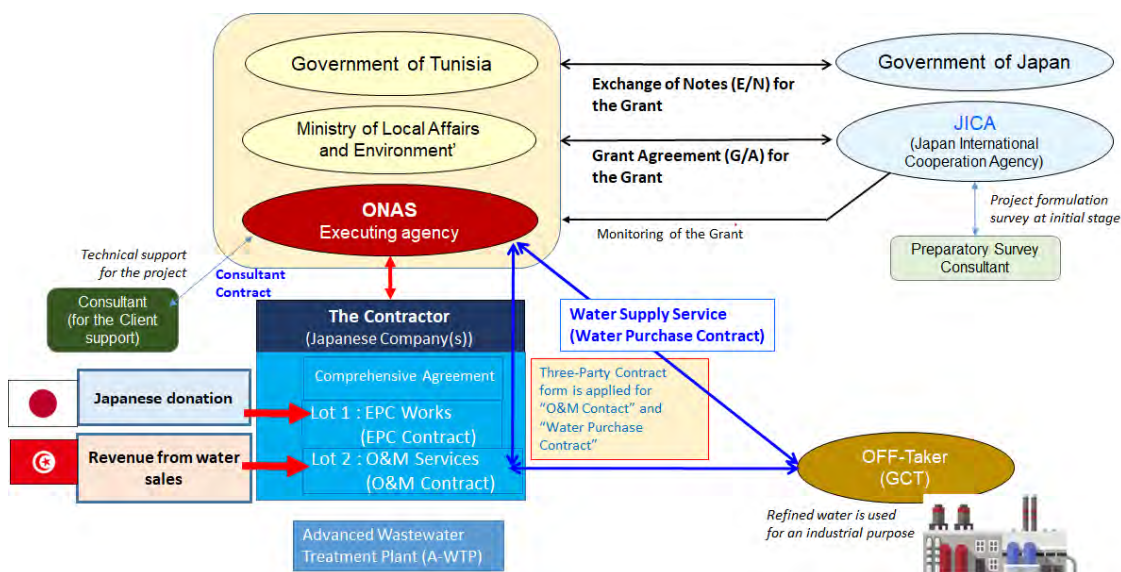 Government of Tunisia
Government of Japan
Exchange of Notes (E/N) for
the Grant
Ministry of Local Affairs
and Environment'
JICA
(Japan International
Cooperation Agency)
Grant Agreement (G/A) for
the Grant
ONAS
Executing agency
Monitoring of the Grant
Project formulation
survey at initial stage
Preparatory Survey
Consultant
Technical support
for the project
Consultant
Contract
Consultant
(for the Client
support)
The Contractor
(Japanese Company(s))
Water Supply Service
(Water Purchase Contract)
Comprehensive Agreement
Three-Party Contract
form is applied for
"O&M Contact" and
"Water Purchase
Contract"
Japanese donation
Lot 1 : EPC Works
(EPC Contract)
Revenue from water
sales
Lot 2 : O&M Services
(O&M Contract)
OFF-Taker
(GCT)
Refined water is used
for an industrial purpose
Advanced Wastewater
Treatment Plant (A-WTP)